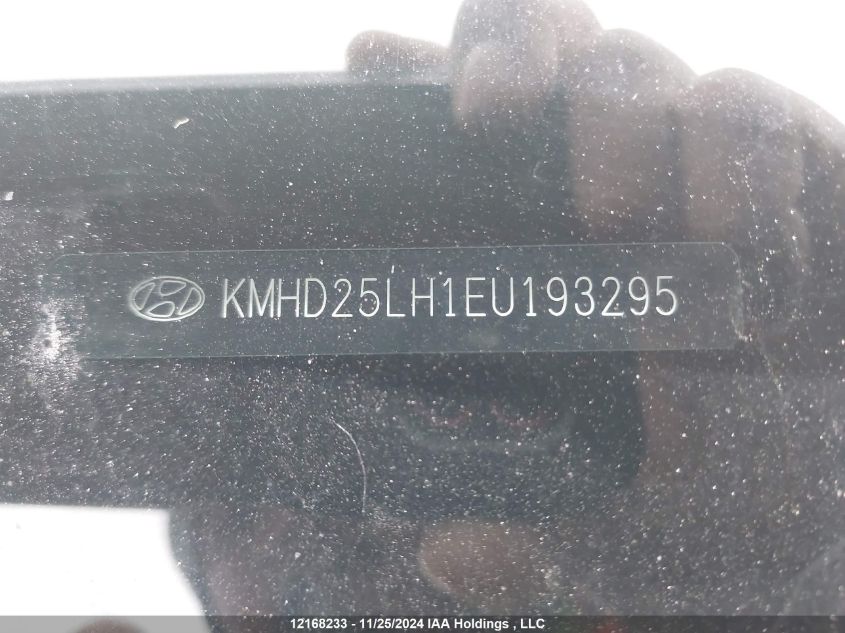 KMHD25LH1EU193295
12168233 - 11/25/2024 IAA Holdings , LLC